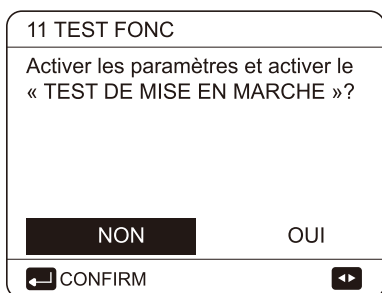 11 TEST FONC
Activer les paramètres et activer le
« TEST DE MISE EN MARCHE »?
NON OUI
CONFIRM